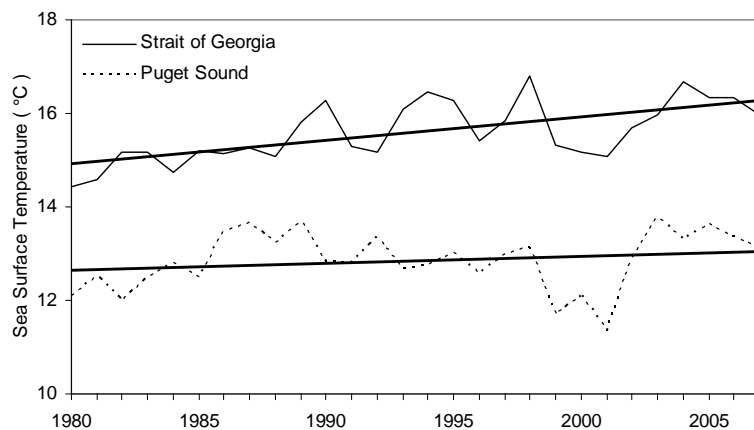 18
16
14
12
10
Sea Surface Temperature ( °C )
Strait of Georgia
Puget Sound
1980 1985 1990 1995 2000 2005